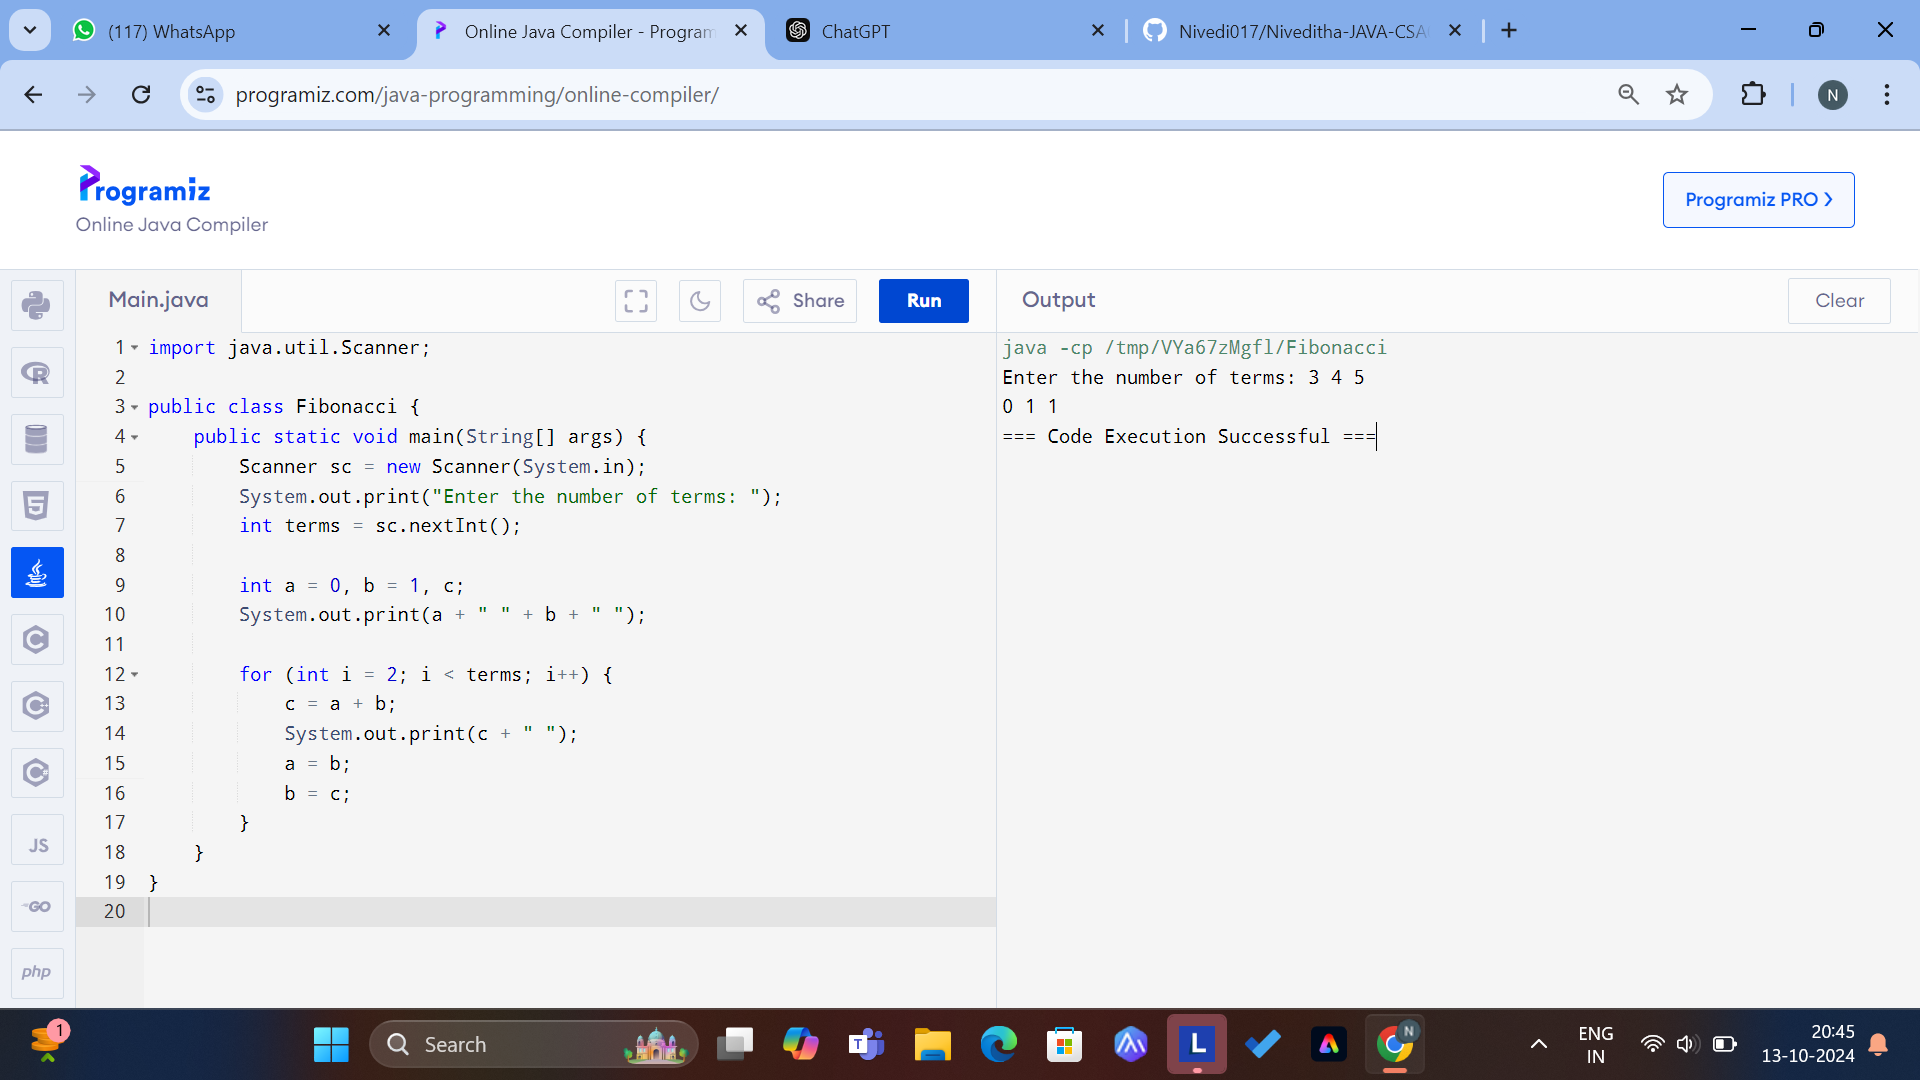 (117) WhatsApp
Online Java Compiler - Program
ChatGPT
Nivedi017/Niveditha-JAVA-CSA
programiz.com/java-programming/online-compiler/
N
Programiz
Online Java Compiler
Programiz PRO
Main.java
Share
Run
Output
Clear
1 import java.util.Scanner;
2
3 public class Fibonacci {
4 public static void main(String[] args) {
5 Scanner sc = new Scanner(System.in);
6 System.out.print("Enter the number of terms: ");
7 int terms = sc.nextInt();
8
9 int a = 0, b = 1, c;
10 System.out.print(a + " " + b + " ");
11
12 for (int i = 2; i < terms; i++) {
13 c = a + b;
14 System.out.print(c + " ");
15 a = b;
16 b = c;
17 }
18 }
19 }
20
java -cp /tmp/VYa67zMgfl/Fibonacci
Enter the number of terms: 3 4 5
0 1 1
=== Code Execution Successful ===
R
5
C
C
C
JS
GO
php
1
Search
T
L
N
ENG
IN
20:45
13-10-2024